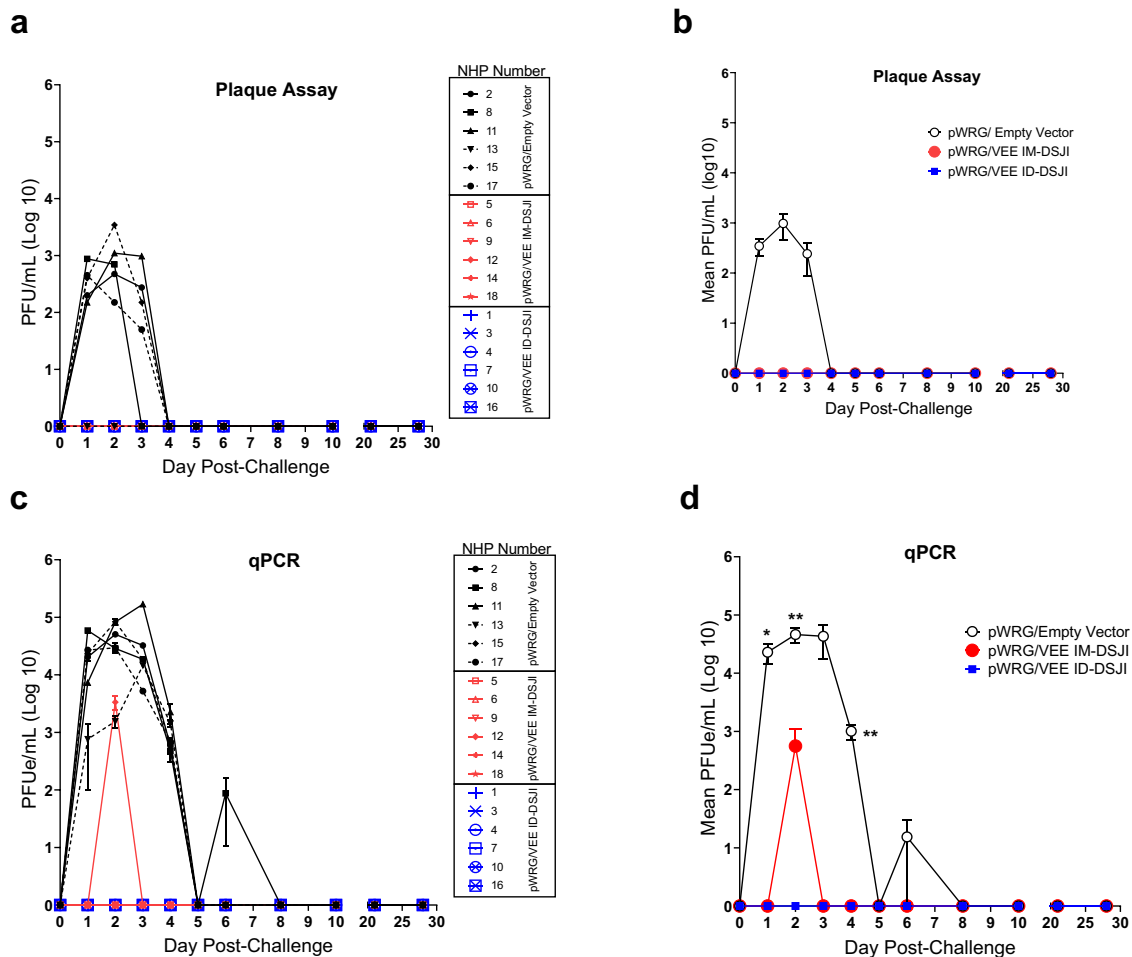 a
Plaque Assay
PFU/mL (Log 10)
6
5
4
3
2
1
0
0 1 2 3 4 5 6 7 8 9 10 20 25 30
Day Post-Challenge
NHP Number
2
8
11
13
15
17
pWRG/Empty Vector
5
6
9
12
14
18
pWRG/VEE IM-DSJI
1
3
4
7
10
16
pWRG/VEE ID-DSJI
b
Plaque Assay
Mean PFU/mL (log10)
6
5
4
3
2
1
0
0 1 2 3 4 5 6 7 8 9 10 20 25 30
Day Post-Challenge
pWRG/ Empty Vector
pWRG/VEE IM-DSJI
pWRG/VEE ID-DSJI
c
qPCR
PFUe/mL (Log 10)
6
5
4
3
2
1
0
0 1 2 3 4 5 6 7 8 9 10 20 25 30
Day Post-Challenge
NHP Number
2
8
11
13
15
17
pWRG/Empty Vector
5
6
9
12
14
18
pWRG/VEE IM-DSJI
1
3
4
7
10
16
pWRG/VEE ID-DSJI
d
qPCR
Mean PFUe/mL (Log 10)
6
5
4
3
2
1
0
* ** **
0 1 2 3 4 5 6 7 8 9 10 20 25 30
Day Post-Challenge
pWRG/Empty Vector
pWRG/VEE IM-DSJI
pWRG/VEE ID-DSJI